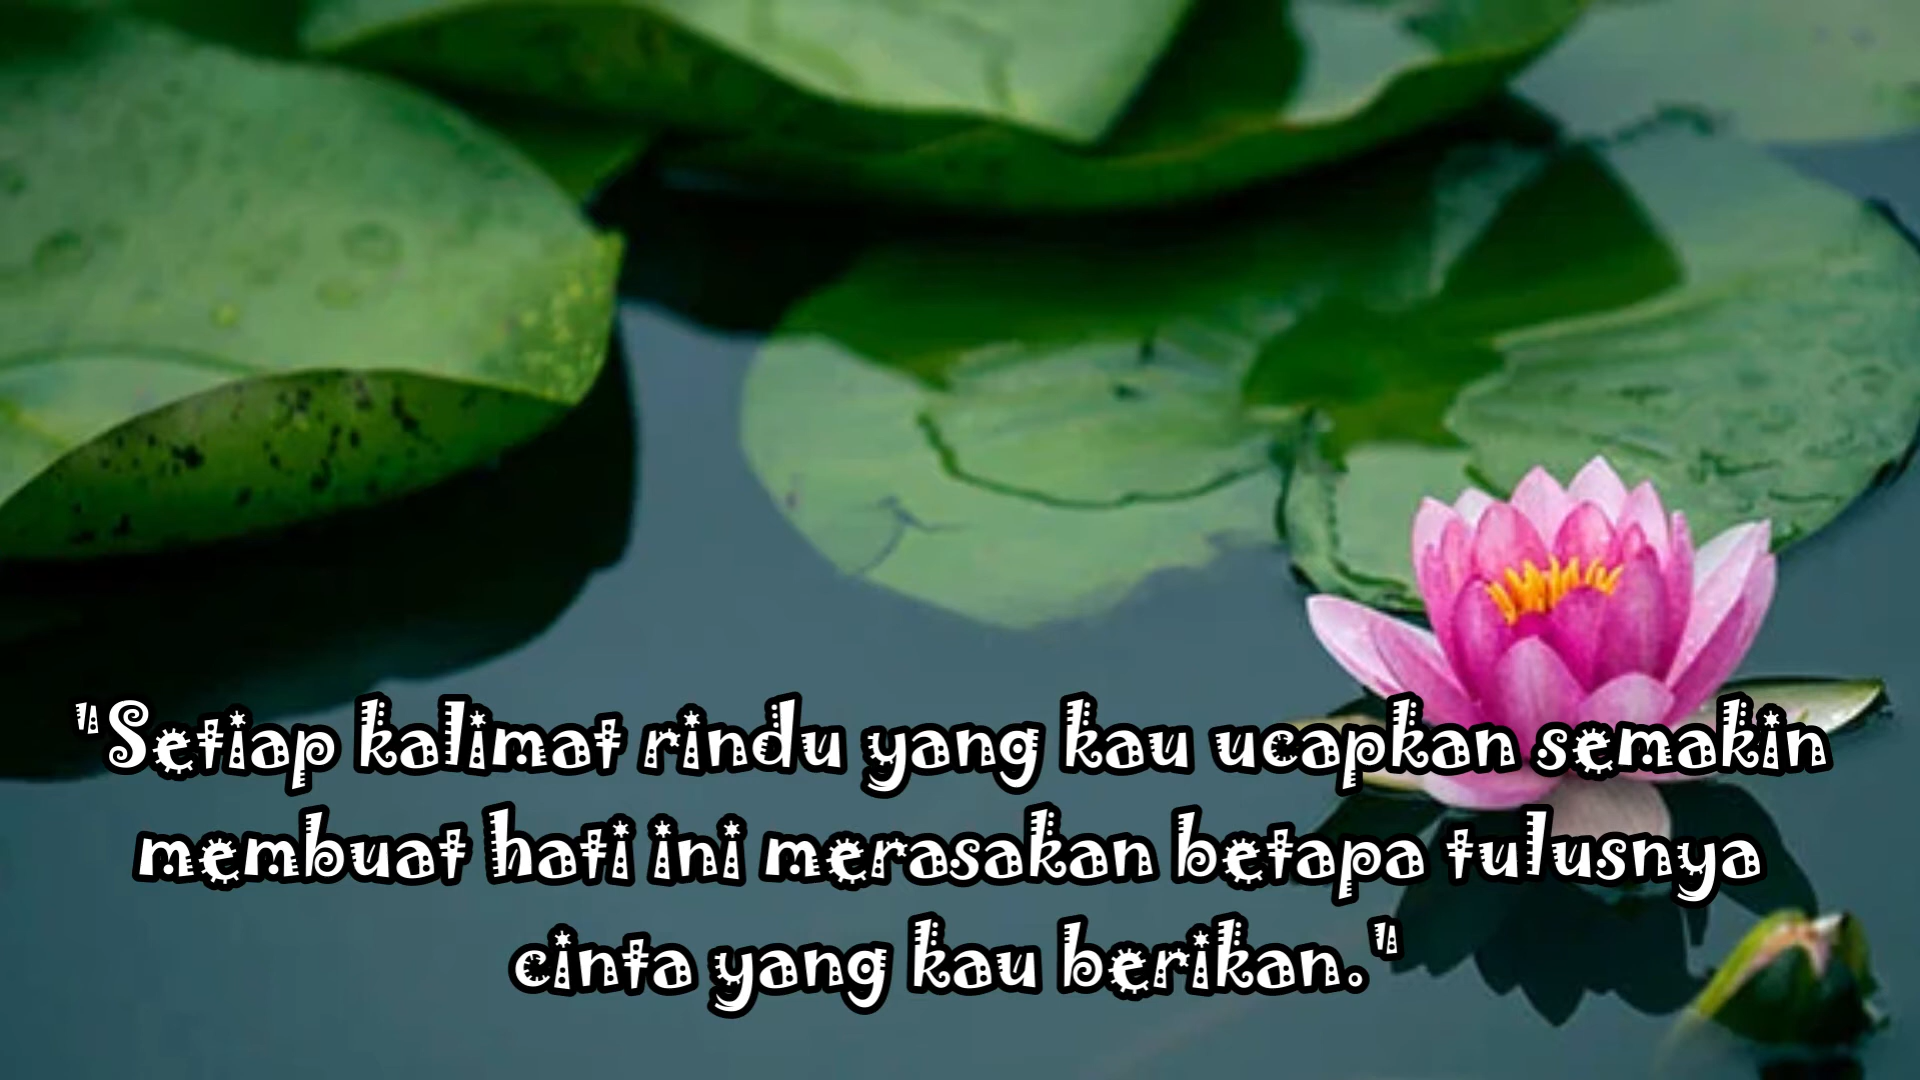 "Setiap kalimat rindu yang kau ucapkan semakin
membuat hati ini merasakan betapa tulusnya
cinta yang kau berikan."